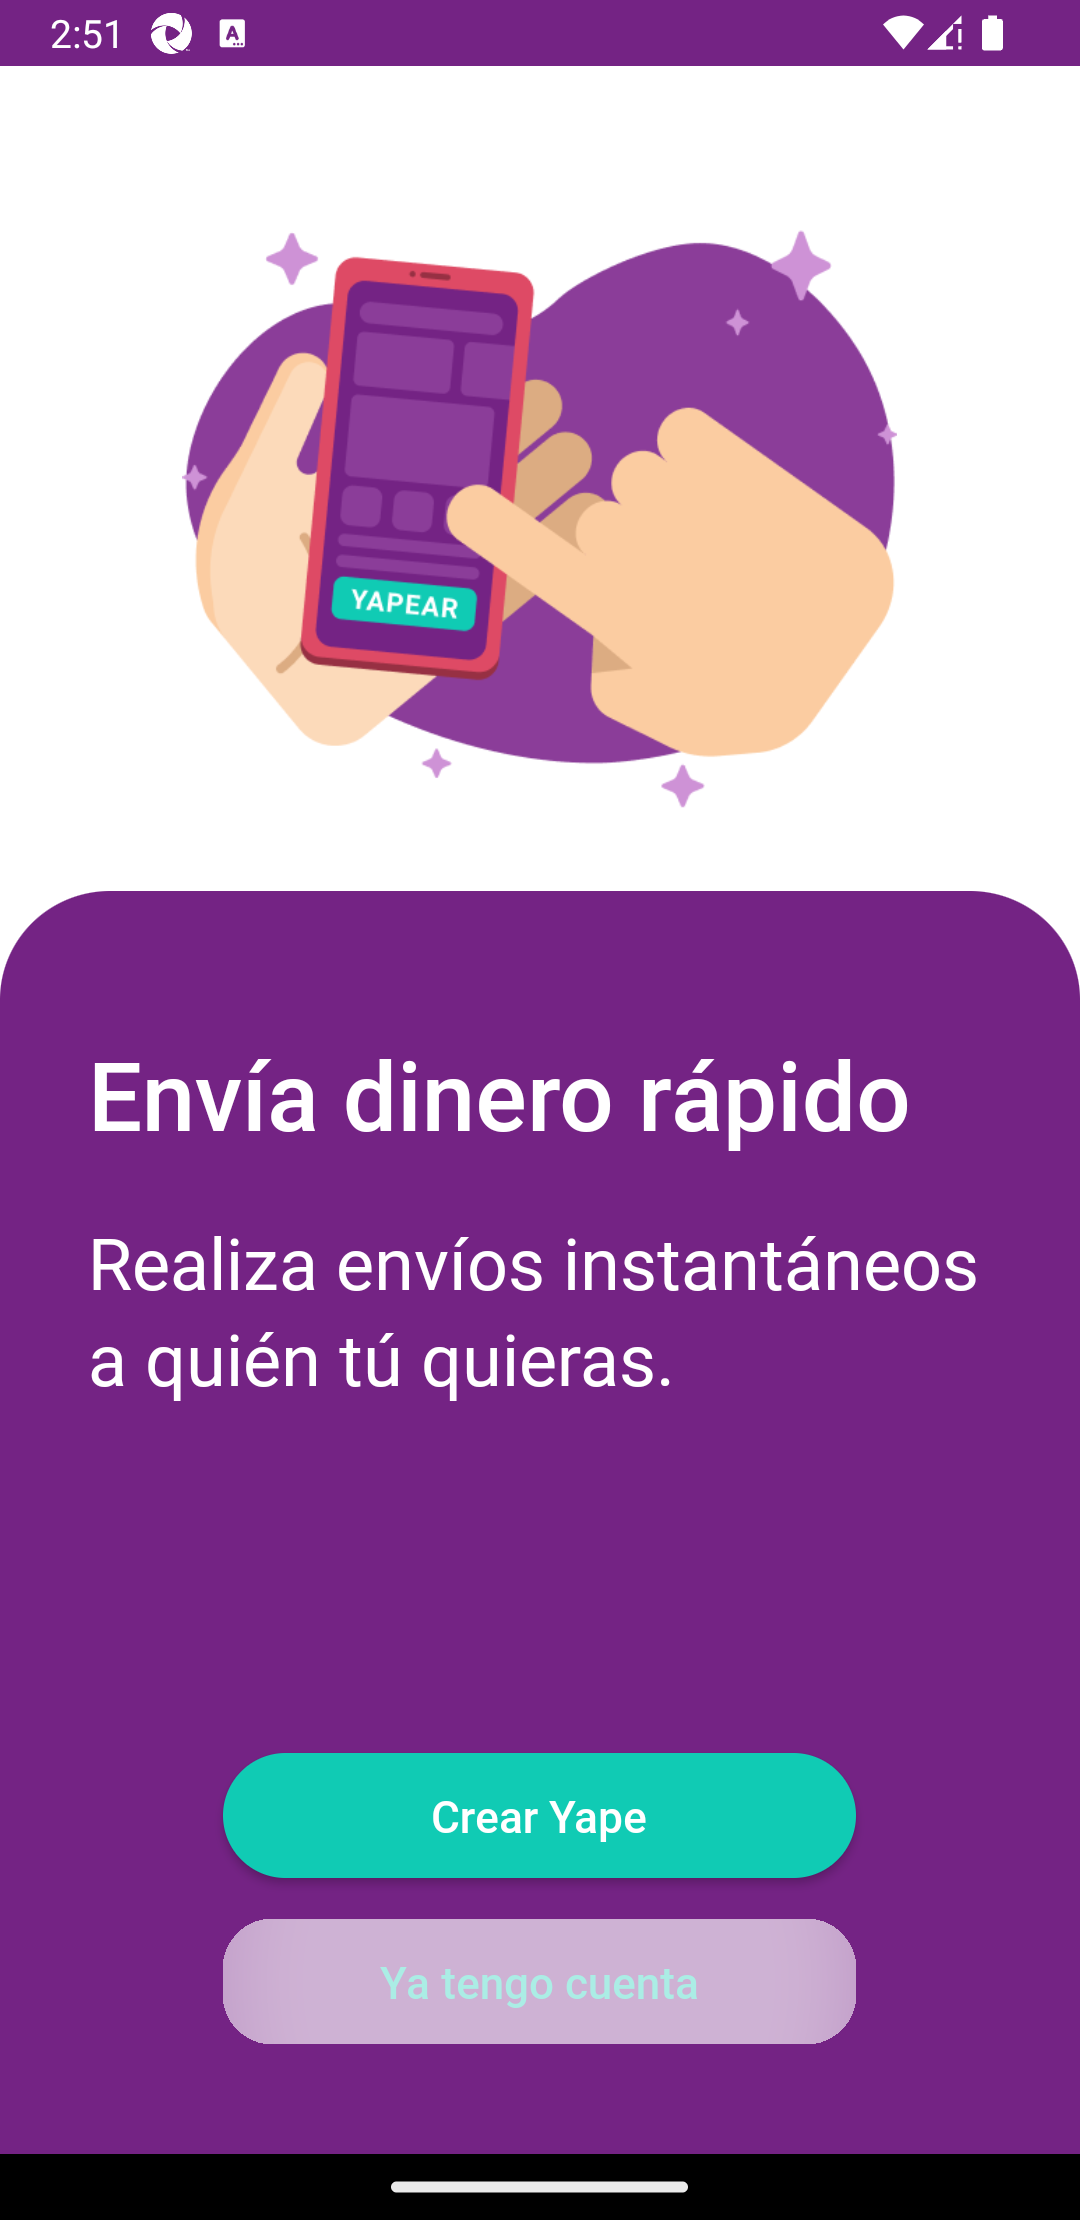 2:51
YAPEAR
Envía dinero rápido
Realiza envíos instantáneos
a quién tú quieras.
Crear Yape
Ya tengo cuenta